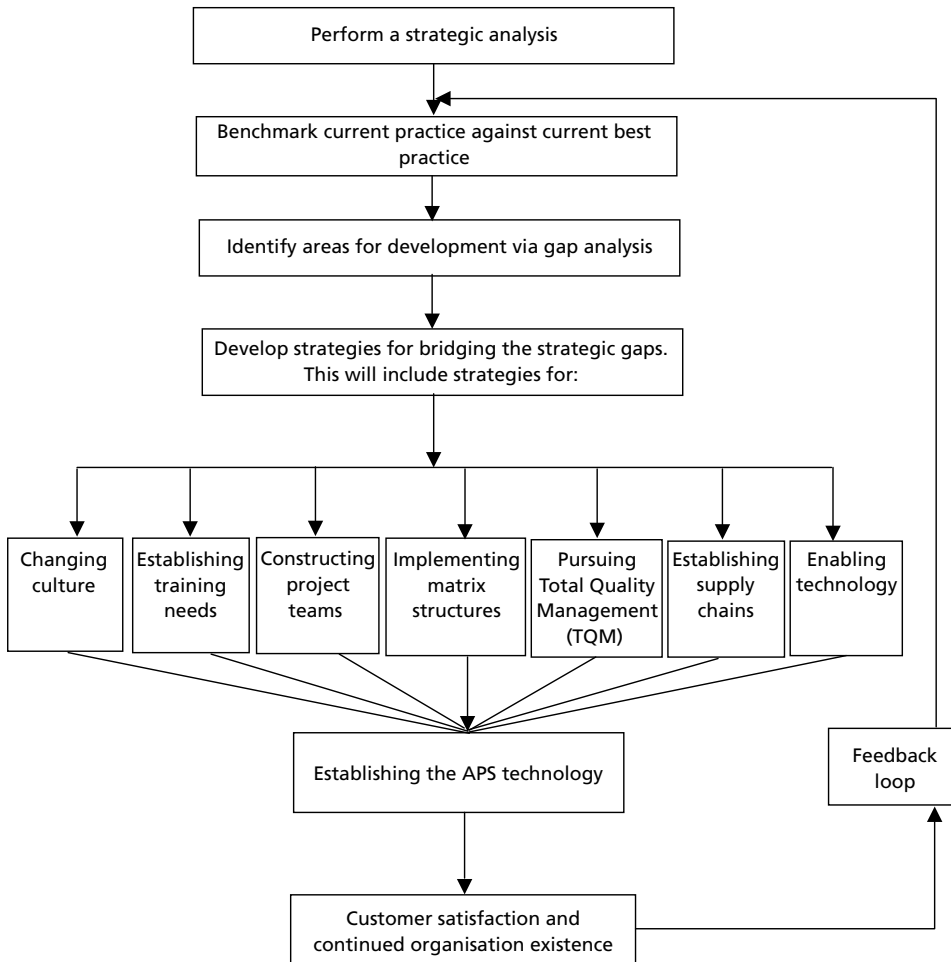 Perform a strategic analysis
Benchmark current practice against current best
practice
Identify areas for development via gap analysis
Develop strategies for bridging the strategic gaps.
This will include strategies for:
Changing
culture
Establishing
training
needs
Constructing
project
teams
Implementing
matrix
structures
Pursuing
Total Quality
Management
(TQM)
Establishing
supply
chains
Enabling
technology
Establishing the APS technology
Feedback
loop
Customer satisfaction and
continued organisation existence